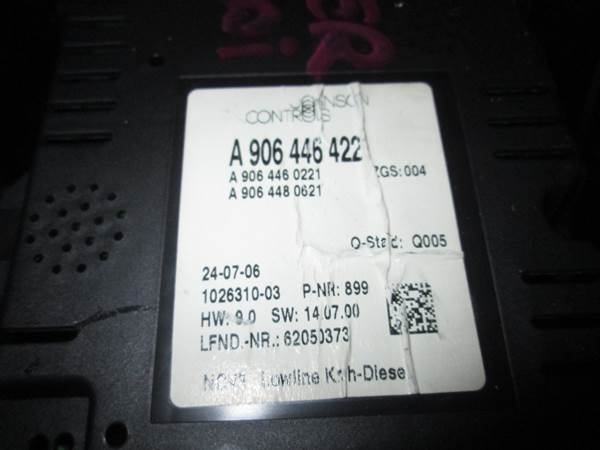 JOHNSON
CONTROLS
A 906 446 422
A 906 446 0221 ZGS: 004
A 906 448 0621
Q-Stand: Q005
24-07-06
1026310-03 P-NR: 899
HW: 9.0 SW: 14.07.00
LFND.-NR.: 62050373
Lowline Kmh-Diesel